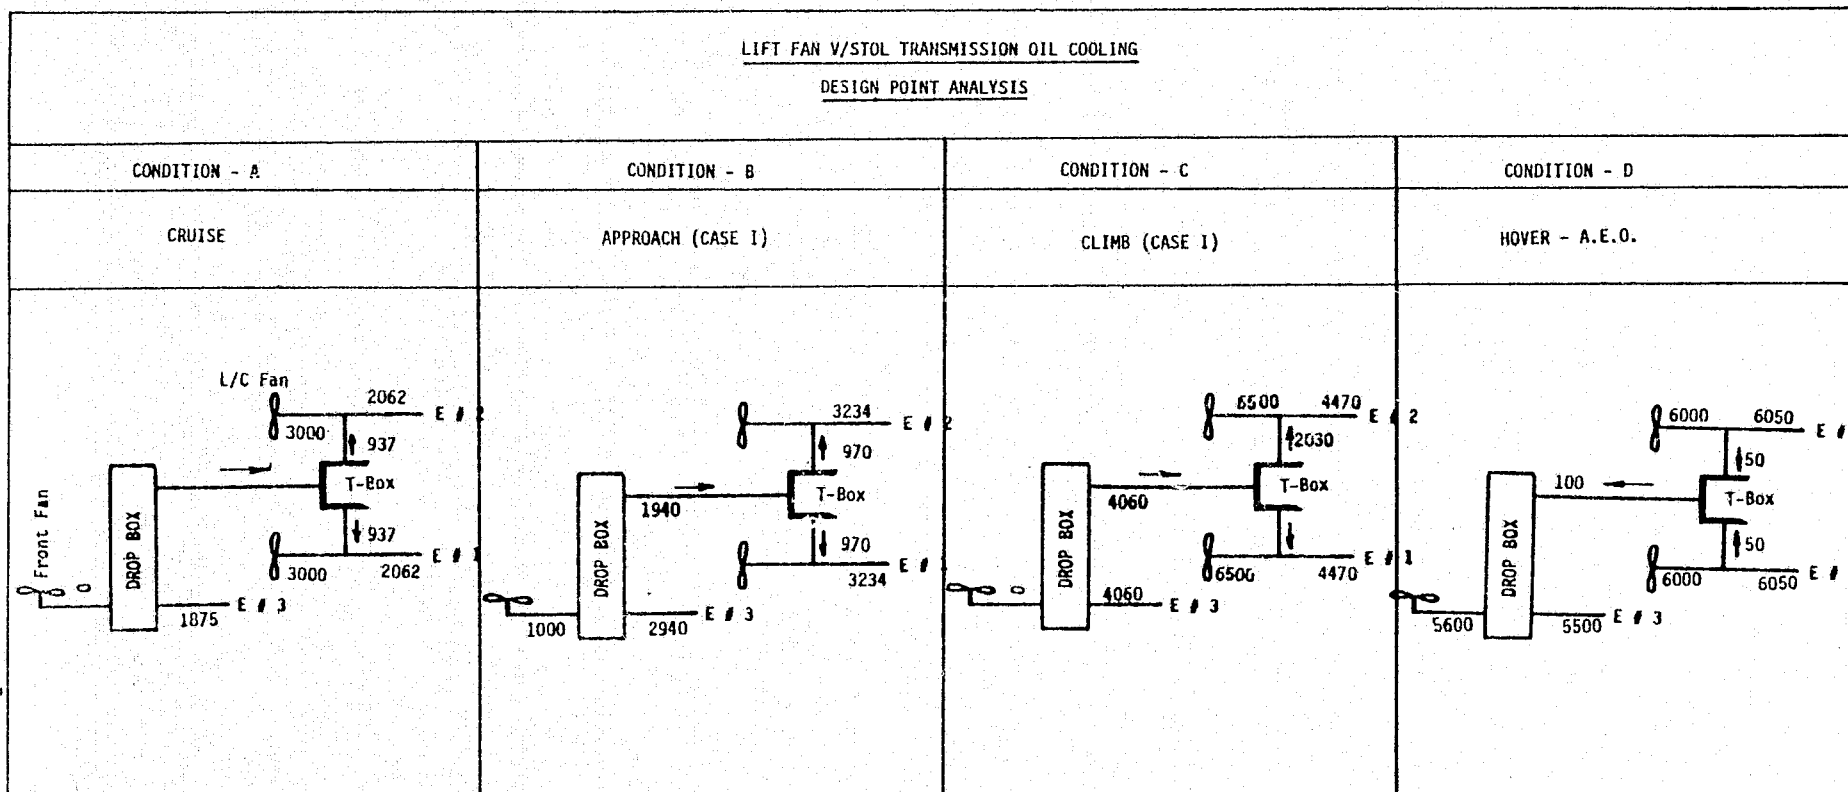 LIFT FAN V/STOL TRANSMISSION OIL COOLING
DESIGN POINT ANALYSIS
CONDITION - A
CONDITION - B
CONDITION - C
CONDITION - D
CRUISE
APPROACH (CASE I)
CLIMB (CASE I)
HOVER - A.E.O.
L/C Fan
2062
E # 2
3000
937
T-Box
DROP BOX
Front Fan
0
937
3000
2062
E # 1
1875
E # 3
3234
E # 2
970
T-Box
1940
DROP BOX
970
3234
E #
1000
2940
E # 3
6500
4470
E # 2
2030
T-Box
4060
DROP BOX
6500
4470
E # 1
0
4060
E # 3
6000
6050
E #
50
100
T-Box
DROP BOX
50
6000
6050
E #
5600
5500
E # 3